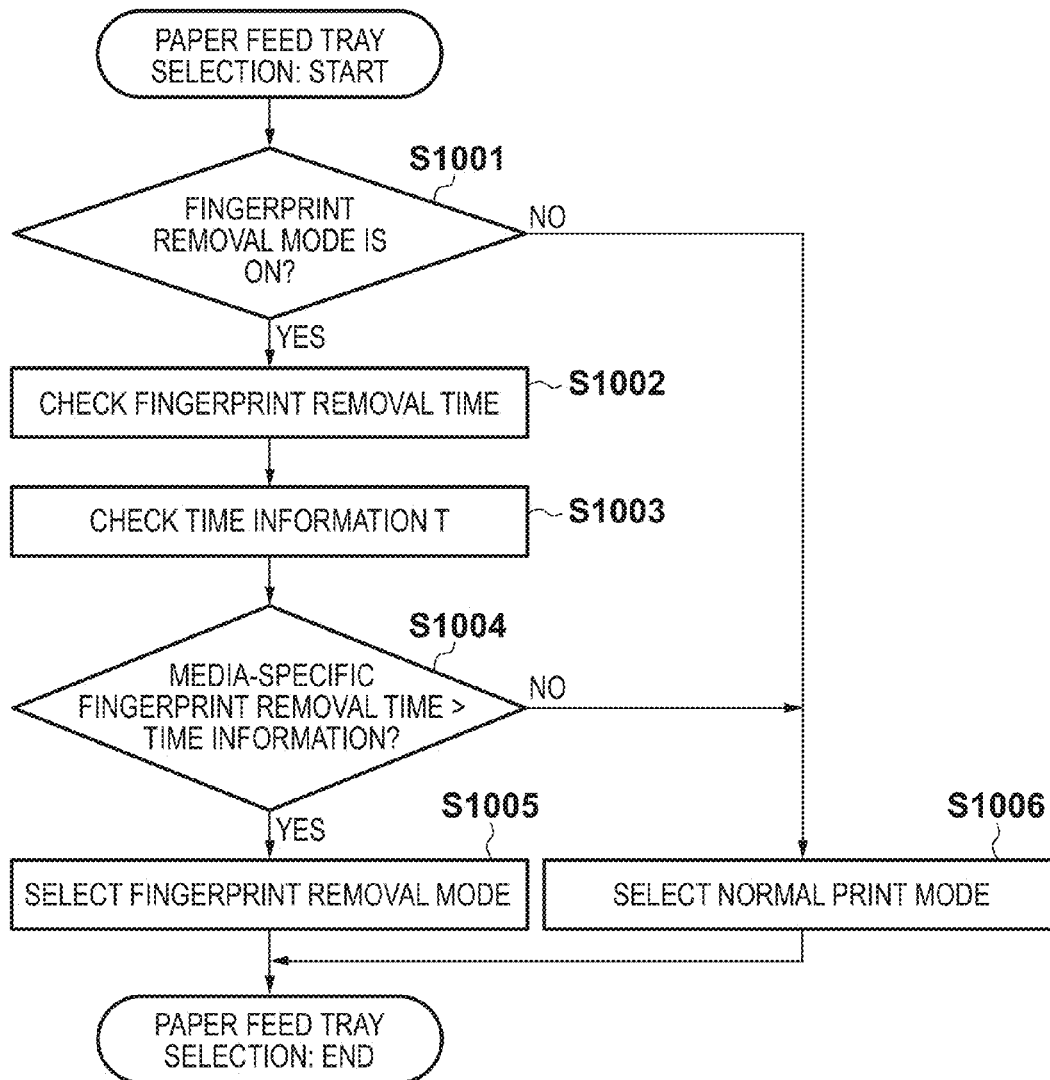 PAPER FEED TRAY
SELECTION: START
S1001
FINGERPRINT
REMOVAL MODE IS
ON?
NO
YES
CHECK FINGERPRINT REMOVAL TIME
S1002
CHECK TIME INFORMATION T
S1003
S1004
MEDIA-SPECIFIC
FINGERPRINT REMOVAL TIME >
TIME INFORMATION?
NO
YES
S1005
S1006
SELECT FINGERPRINT REMOVAL MODE
SELECT NORMAL PRINT MODE
PAPER FEED TRAY
SELECTION: END